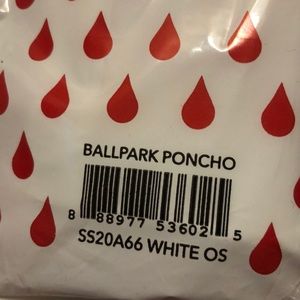 BALLPARK PONCHO
8 88977 53602 5
SS20A66 WHITE OS